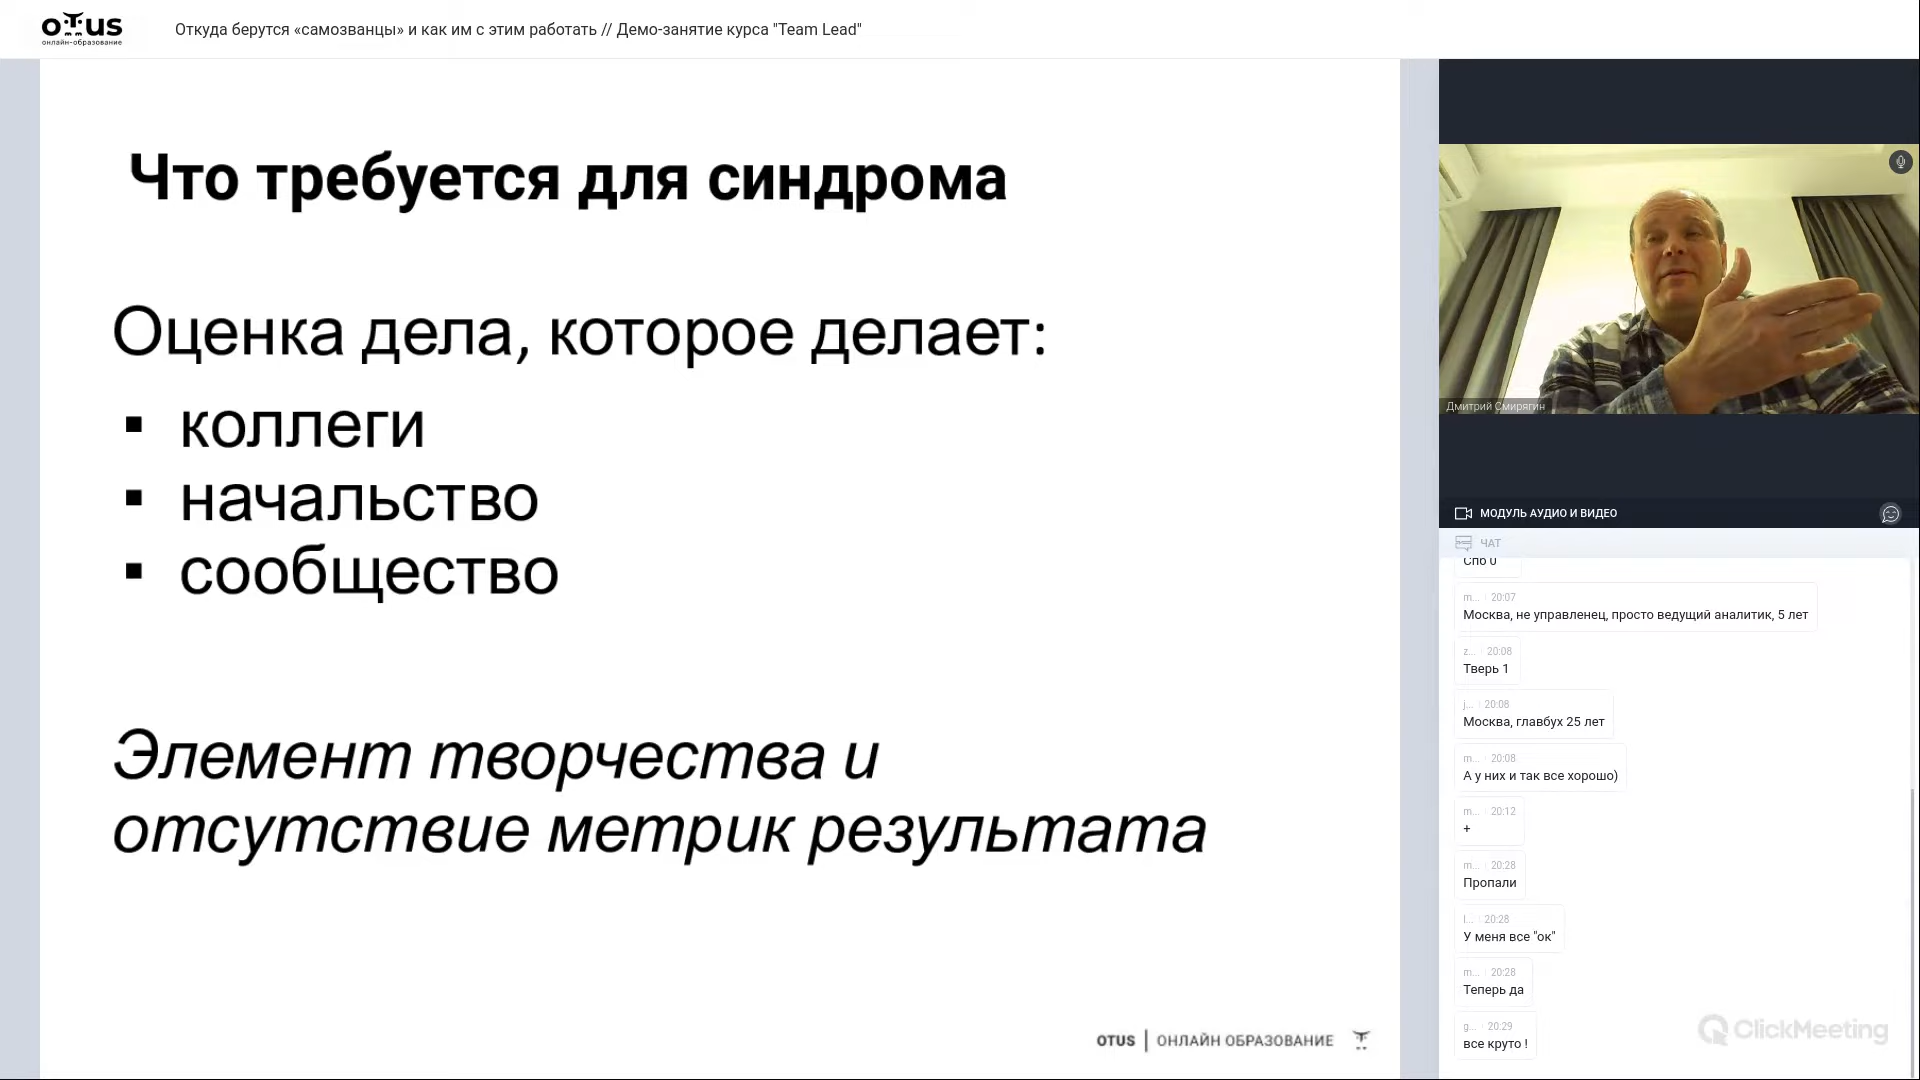 OTUS
онлайн-образование
Откуда берутся «самозванцы» и как им с этим работать // Демо-занятие курса "Team Lead"
Что требуется для синдрома
Оценка дела, которое делает:
▪ коллеги
▪ начальство
▪ сообщество
Элемент творчества и
отсутствие метрик результата
OTUS | ОНЛАЙН ОБРАЗОВАНИЕ
Дмитрий Смирягин
МОДУЛЬ АУДИО И ВИДЕО
ЧАТ
Спб 0
m... 20:07
Москва, не управленец, просто ведущий аналитик, 5 лет
z... 20:08
Тверь 1
j... 20:08
Москва, главбух 25 лет
m... 20:08
А у них и так все хорошо)
m... 20:12
+
m... 20:28
Пропали
l... 20:28
У меня все "ок"
m... 20:28
Теперь да
g... 20:29
все круто !
ClickMeeting